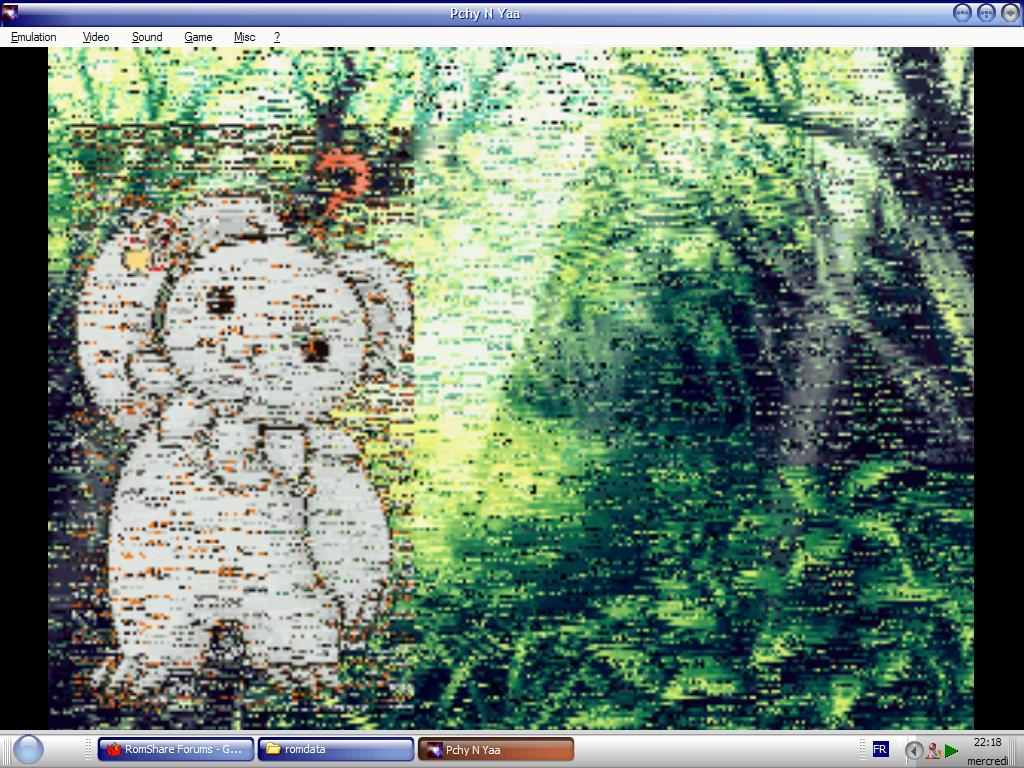 Pchy N Yaa
Emulation Video Sound Game Misc ?
?
RomShare Forums - G... romdata Pchy N Yaa FR 22:18
mercredi